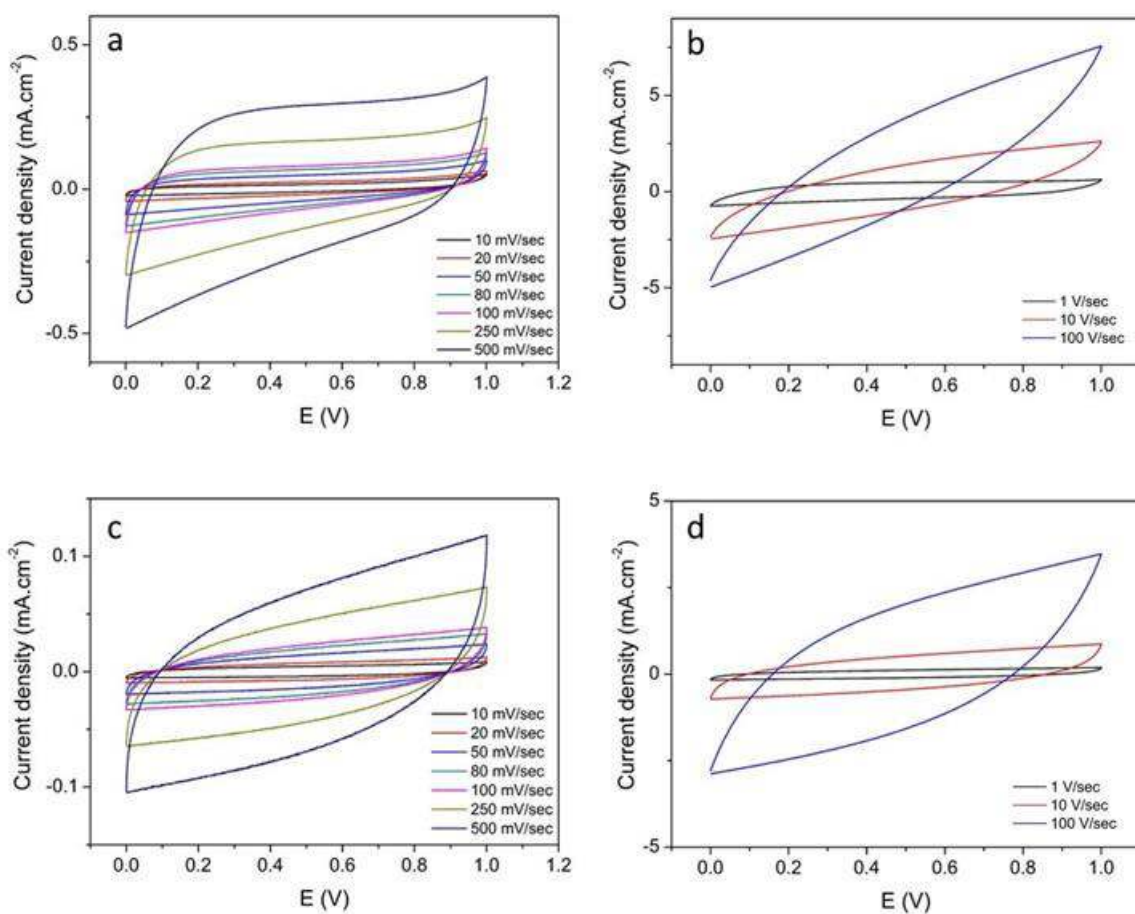 a
Current density (mA.cm-2)
0.5
0.0
-0.5
10 mV/sec
20 mV/sec
50 mV/sec
80 mV/sec
100 mV/sec
250 mV/sec
500 mV/sec
0.0 0.2 0.4 0.6 0.8 1.0 1.2
E (V)
b
Current density (mA.cm-2)
5
0
-5
1 V/sec
10 V/sec
100 V/sec
0.0 0.2 0.4 0.6 0.8 1.0
E (V)
c
Current density (mA.cm-2)
0.1
0.0
-0.1
10 mV/sec
20 mV/sec
50 mV/sec
80 mV/sec
100 mV/sec
250 mV/sec
500 mV/sec
0.0 0.2 0.4 0.6 0.8 1.0 1.2
E (V)
d
Current density (mA.cm-2)
5
0
-5
1 V/sec
10 V/sec
100 V/sec
0.0 0.2 0.4 0.6 0.8 1.0
E (V)